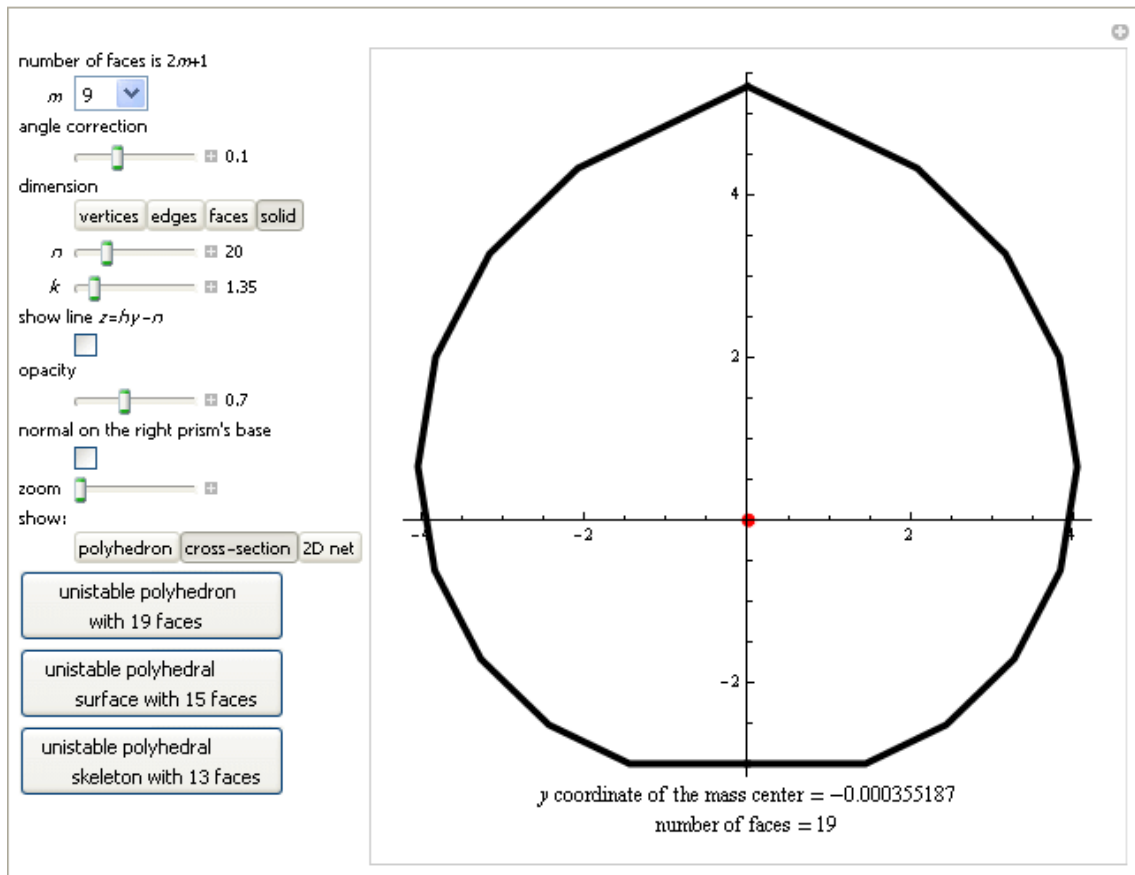 number of faces is 2m+1
m 9
angle correction
0.1
dimension
vertices edges faces solid
n 20
k 1.35
show line z=hy-n
opacity
0.7
normal on the right prism's base
zoom
show:
polyhedron cross-section 2D net
unistable polyhedron
with 19 faces
unistable polyhedral
surface with 15 faces
unistable polyhedral
skeleton with 13 faces
4
2
-4 -2 2 4
-2
y coordinate of the mass center = -0.000355187
number of faces = 19